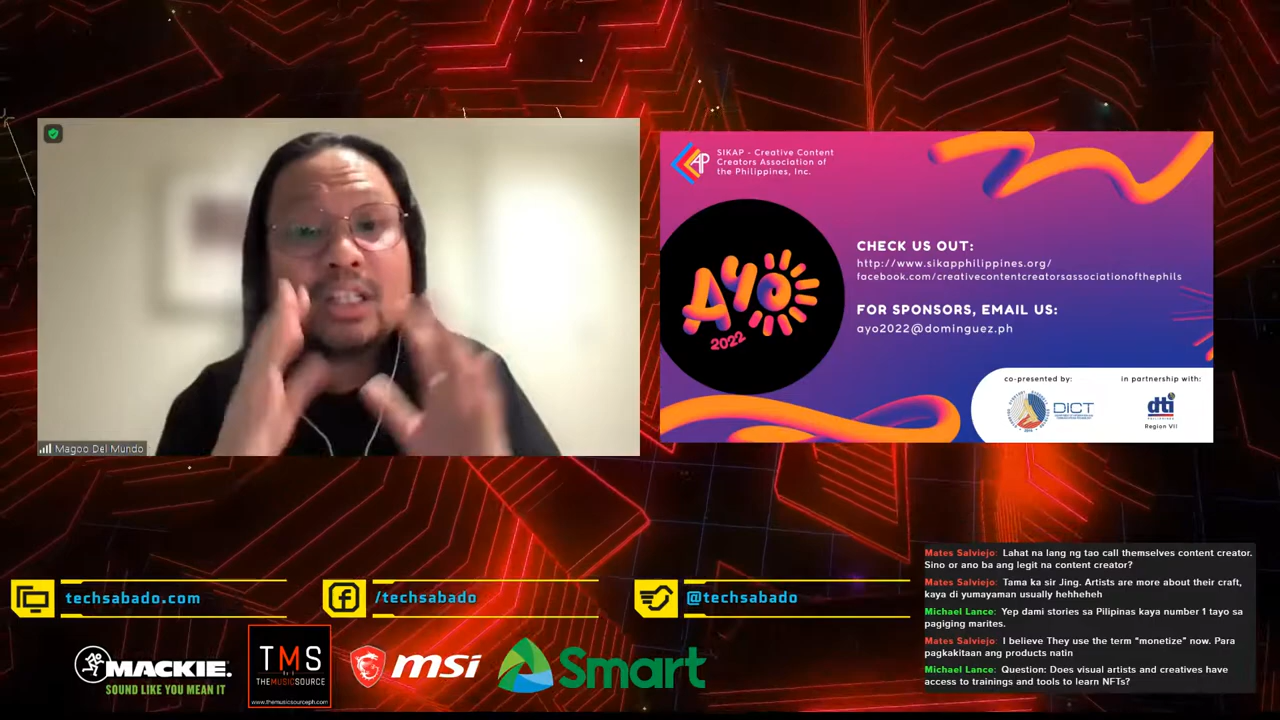 SIKAP - Creative Content
Creators Association of
the Philippines, Inc.
AP
AYO
2022
CHECK US OUT:
http://www.sikapphilippines.org/
facebook.com/creativecontentcreatorsassociationofthephils
FOR SPONSORS, EMAIL US:
ayo2022@dominguez.ph
co-presented by:
in partnership with:
DICT
dti
PHILIPPINES
Region VII
Magoo Del Mundo
Mates Salviejo: Lahat na lang ng tao call themselves content creator.
Sino or ano ba ang legit na content creator?
Mates Salviejo: Tama ka sir Jing. Artists are more about their craft,
kaya di yumayaman usually hehheheh
Michael Lance: Yep dami stories sa Pilipinas kaya number 1 tayo sa
pagiging marites.
Mates Salviejo: I believe They use the term “monetize” now. Para
pagkakitaan ang products natin
Michael Lance: Question: Does visual artists and creatives have
access to trainings and tools to learn NFTs?
techsabado.com
/techsabado
@techsabado
MACKIE.
SOUND LIKE YOU MEAN IT
TMS
THEMUSICSOURCE
www.themusicsourceph.com
msi
Smart